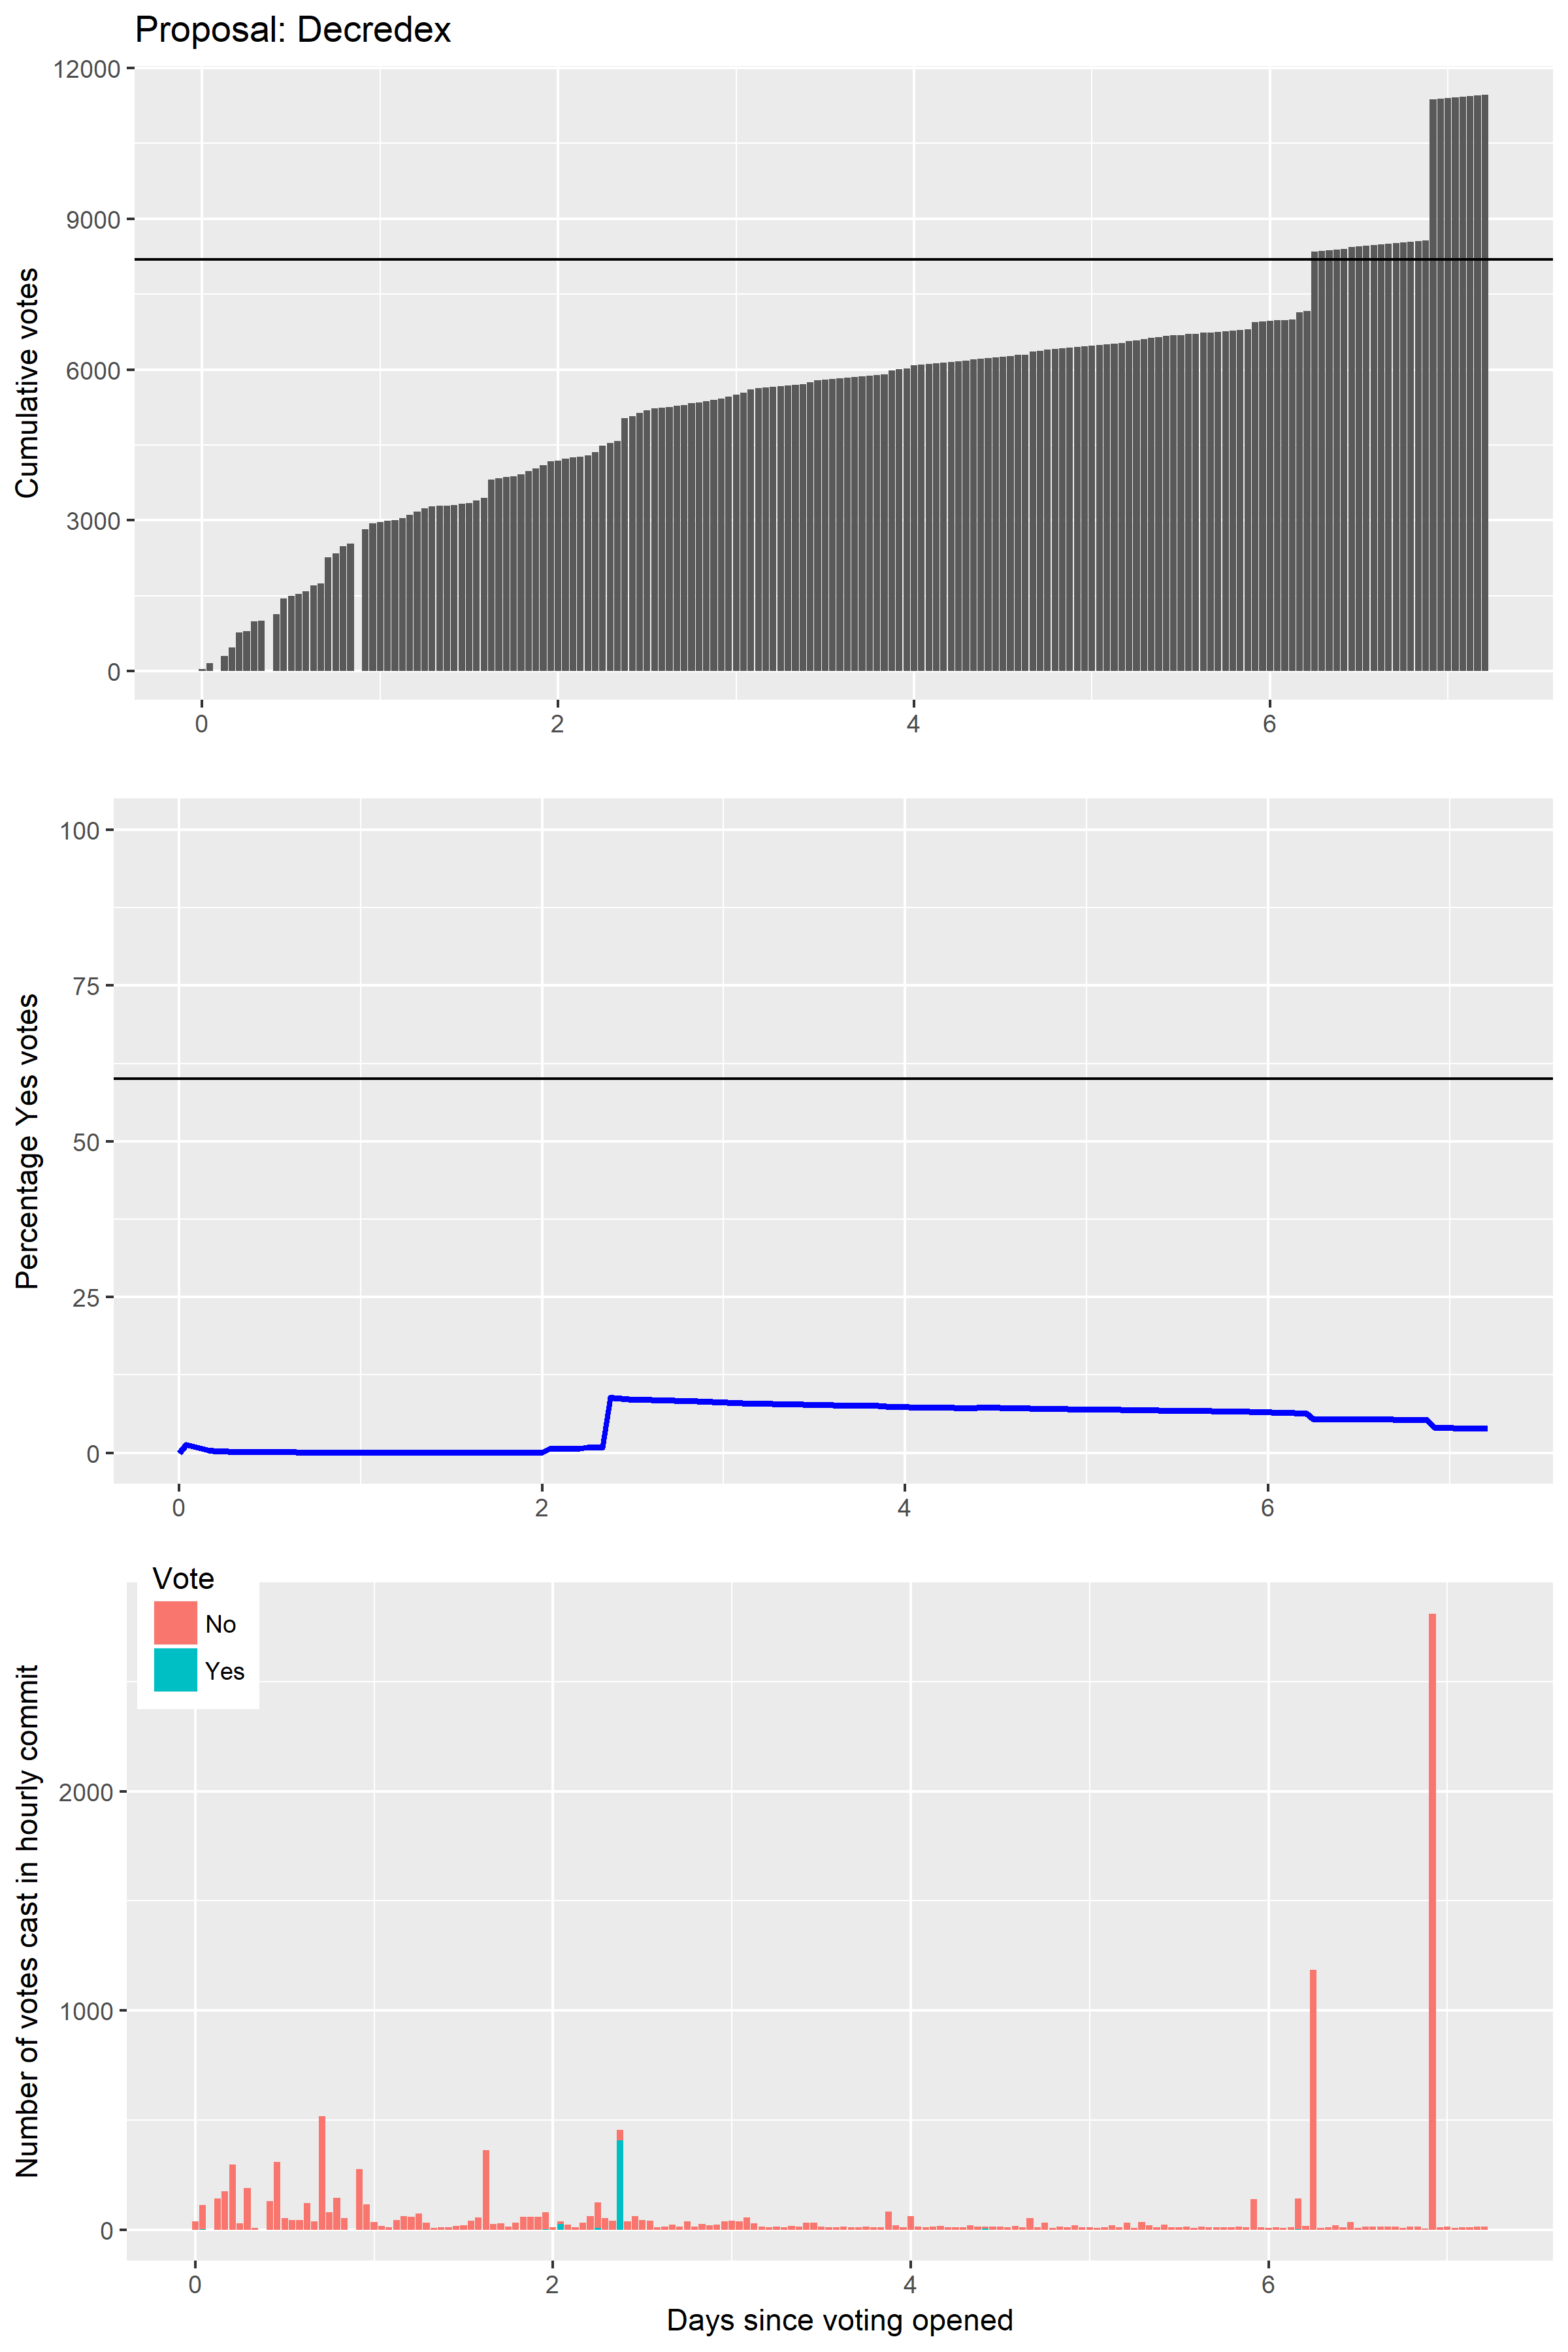 Proposal: Decredex
12000
9000
6000
3000
0
Cumulative votes
0 2 4 6
100
75
50
25
0
Percentage Yes votes
0 2 4 6
Vote
No
Yes
2000
1000
0
Number of votes cast in hourly commit
0 2 4 6
Days since voting opened